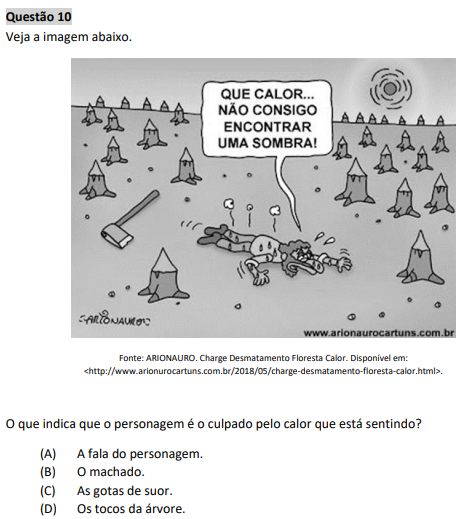 Questão 10
Veja a imagem abaixo.
QUE CALOR...
NÃO CONSIGO
ENCONTRAR
UMA SOMBRA!
-ARIONAURO-
www.arionaurocartuns.com.br
Fonte: ARIONAURO. Charge Desmatamento Floresta Calor. Disponível em:
<http://www.arionurocartuns.com.br/2018/05/charge-desmatamento-floresta-calor.html>.
O que indica que o personagem é o culpado pelo calor que está sentindo?
(A) A fala do personagem.
(B) O machado.
(C) As gotas de suor.
(D) Os tocos da árvore.